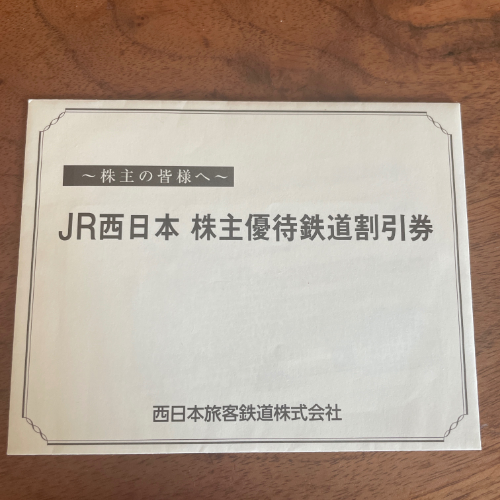 ～株主の皆様へ～
JR西日本 株主優待鉄道割引券
西日本旅客鉄道株式会社